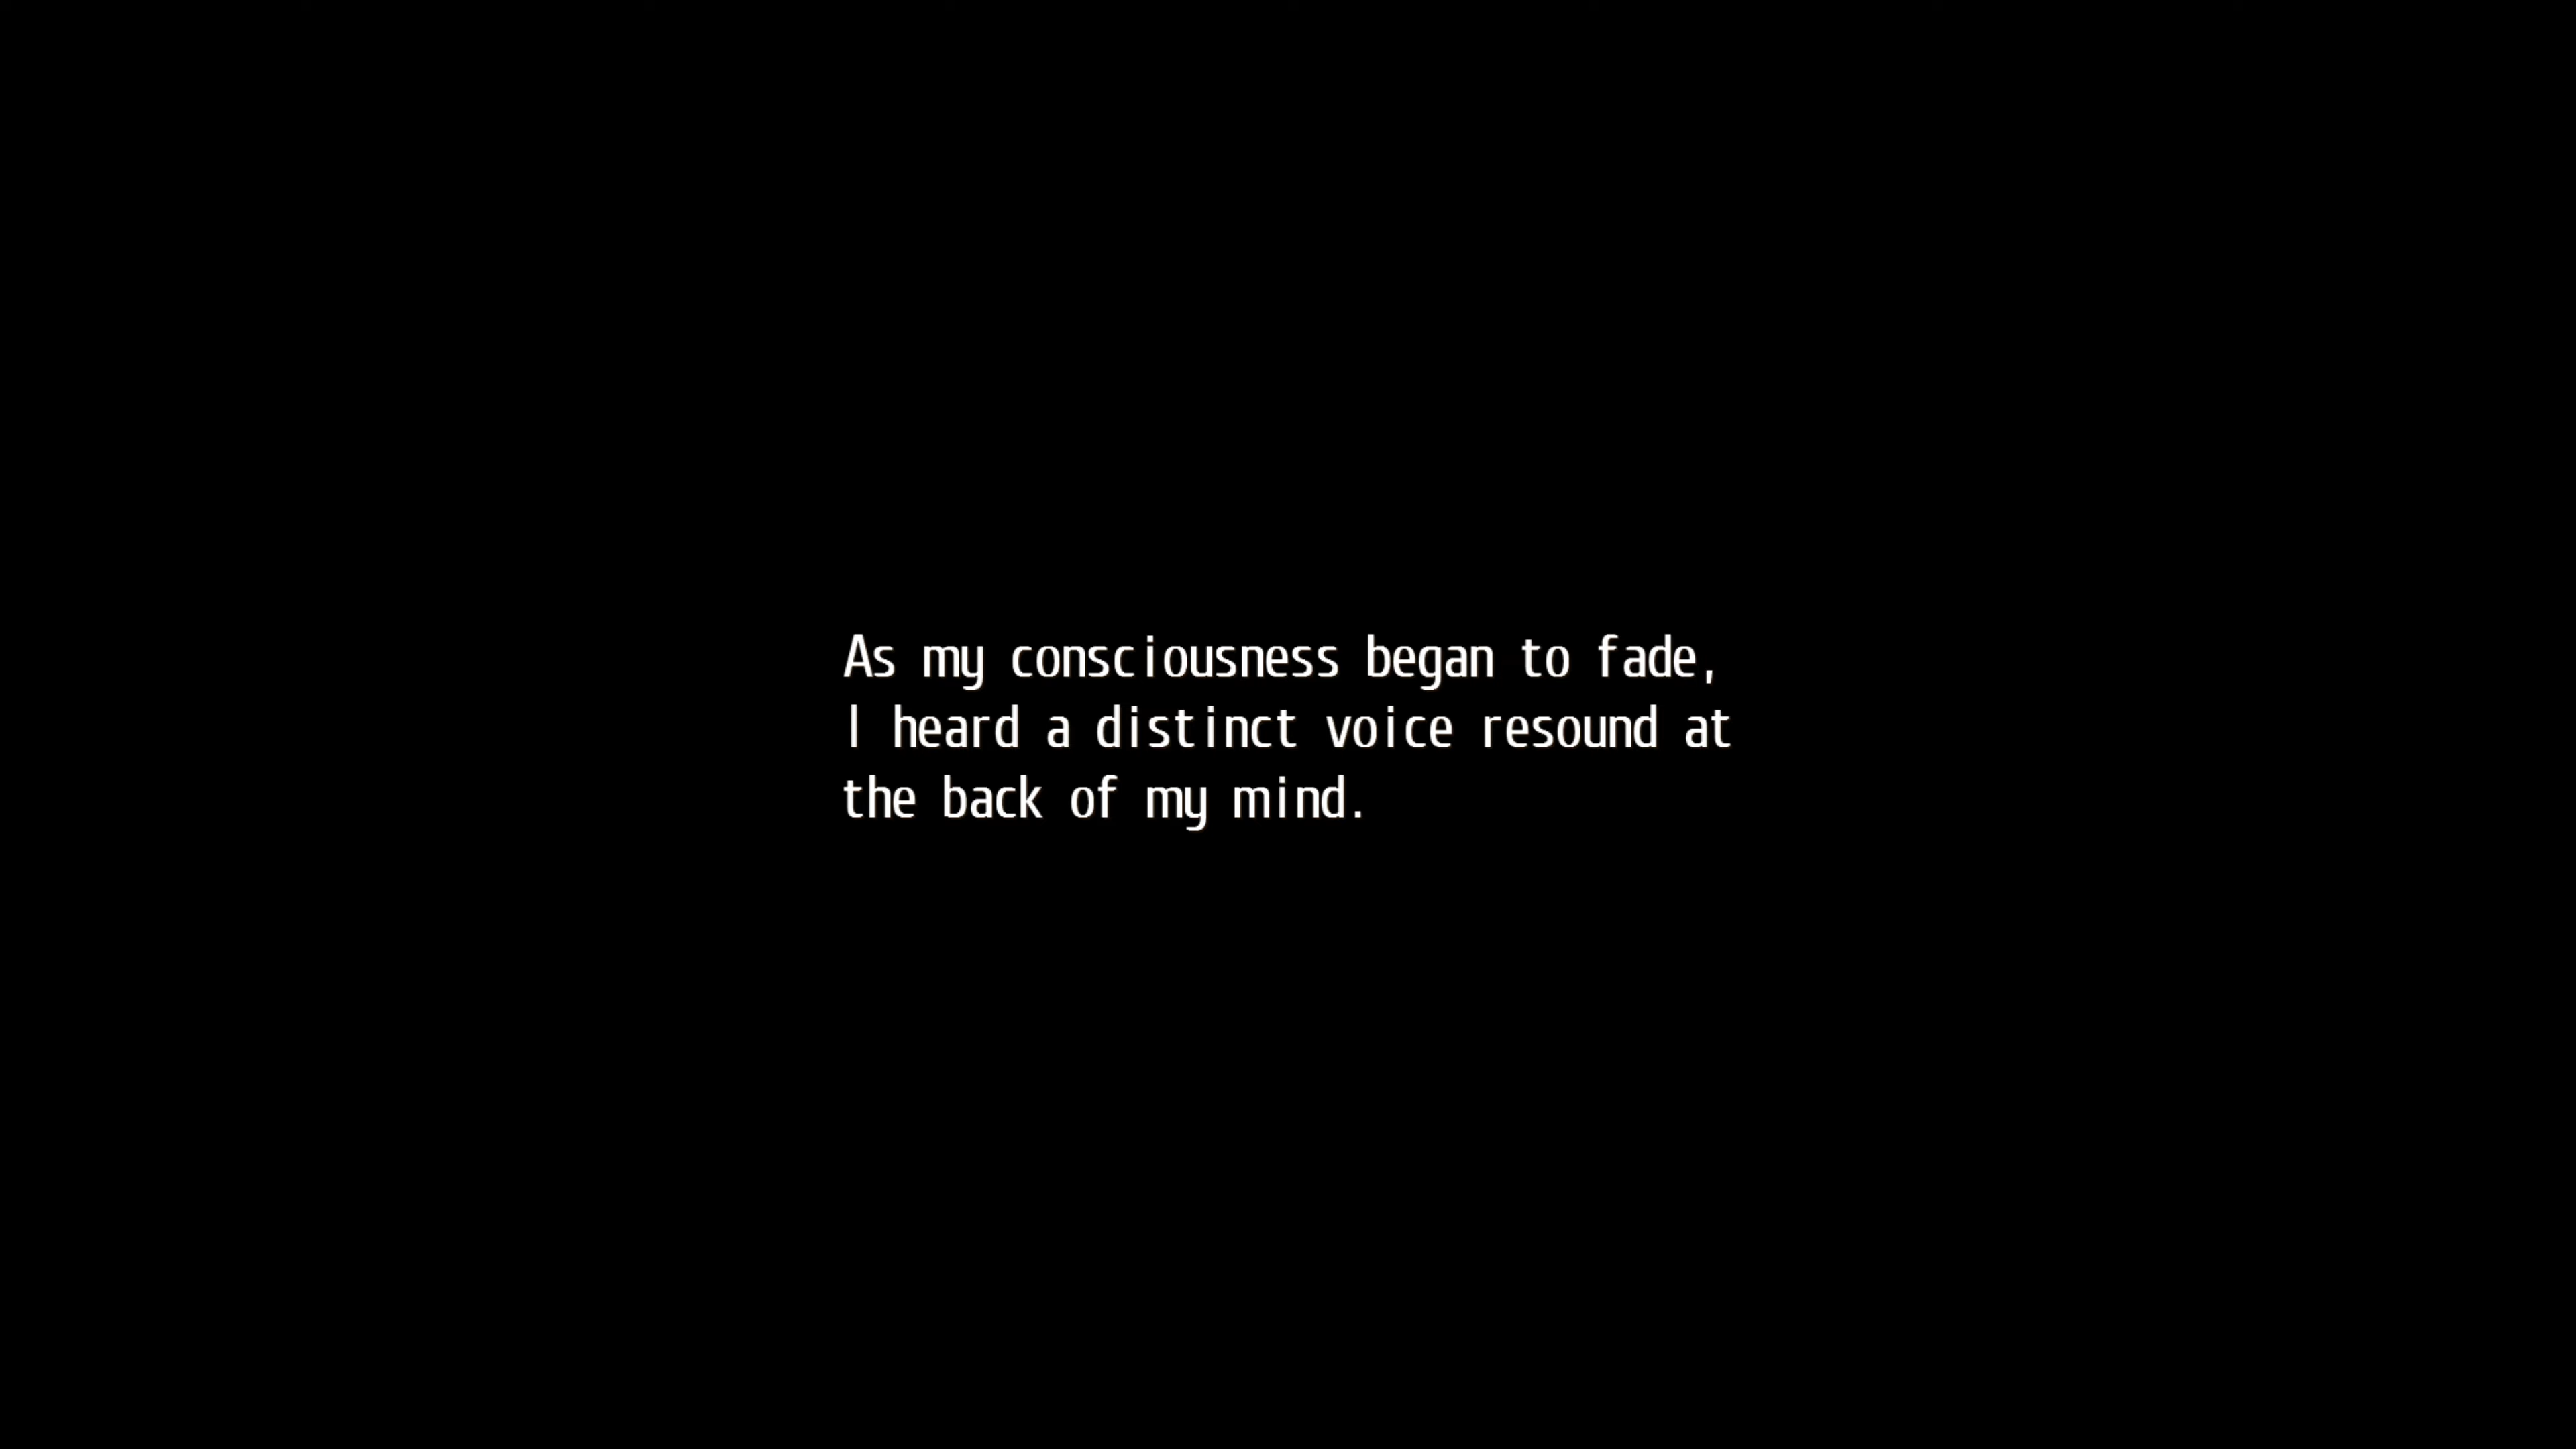 As my consciousness began to fade,
I heard a distinct voice resound at
the back of my mind.